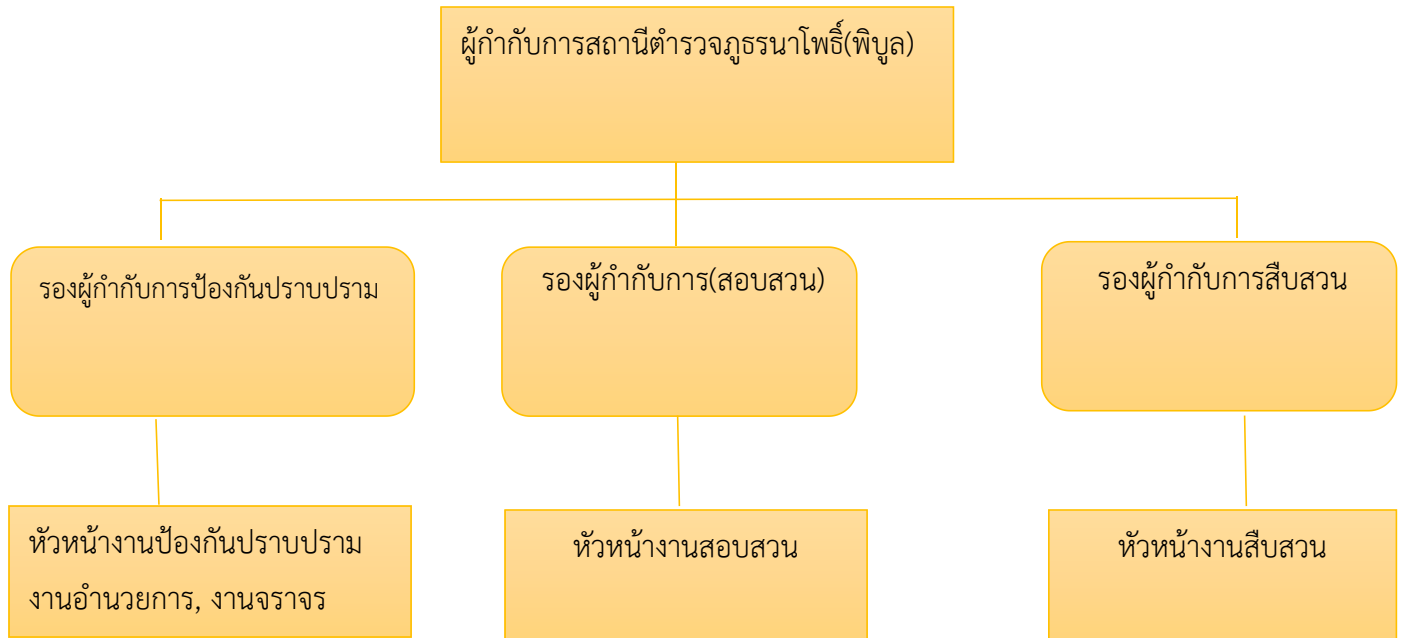 ผู้กำกับการสถานีตำรวจภูธรนาโพธิ์(พิบูล)
รองผู้กำกับการป้องกันปราบปราม
รองผู้กำกับการ(สอบสวน)
รองผู้กำกับการสืบสวน
หัวหน้างานป้องกันปราบปราม
งานอำนวยการ, งานจราจร
หัวหน้างานสอบสวน
หัวหน้างานสืบสวน